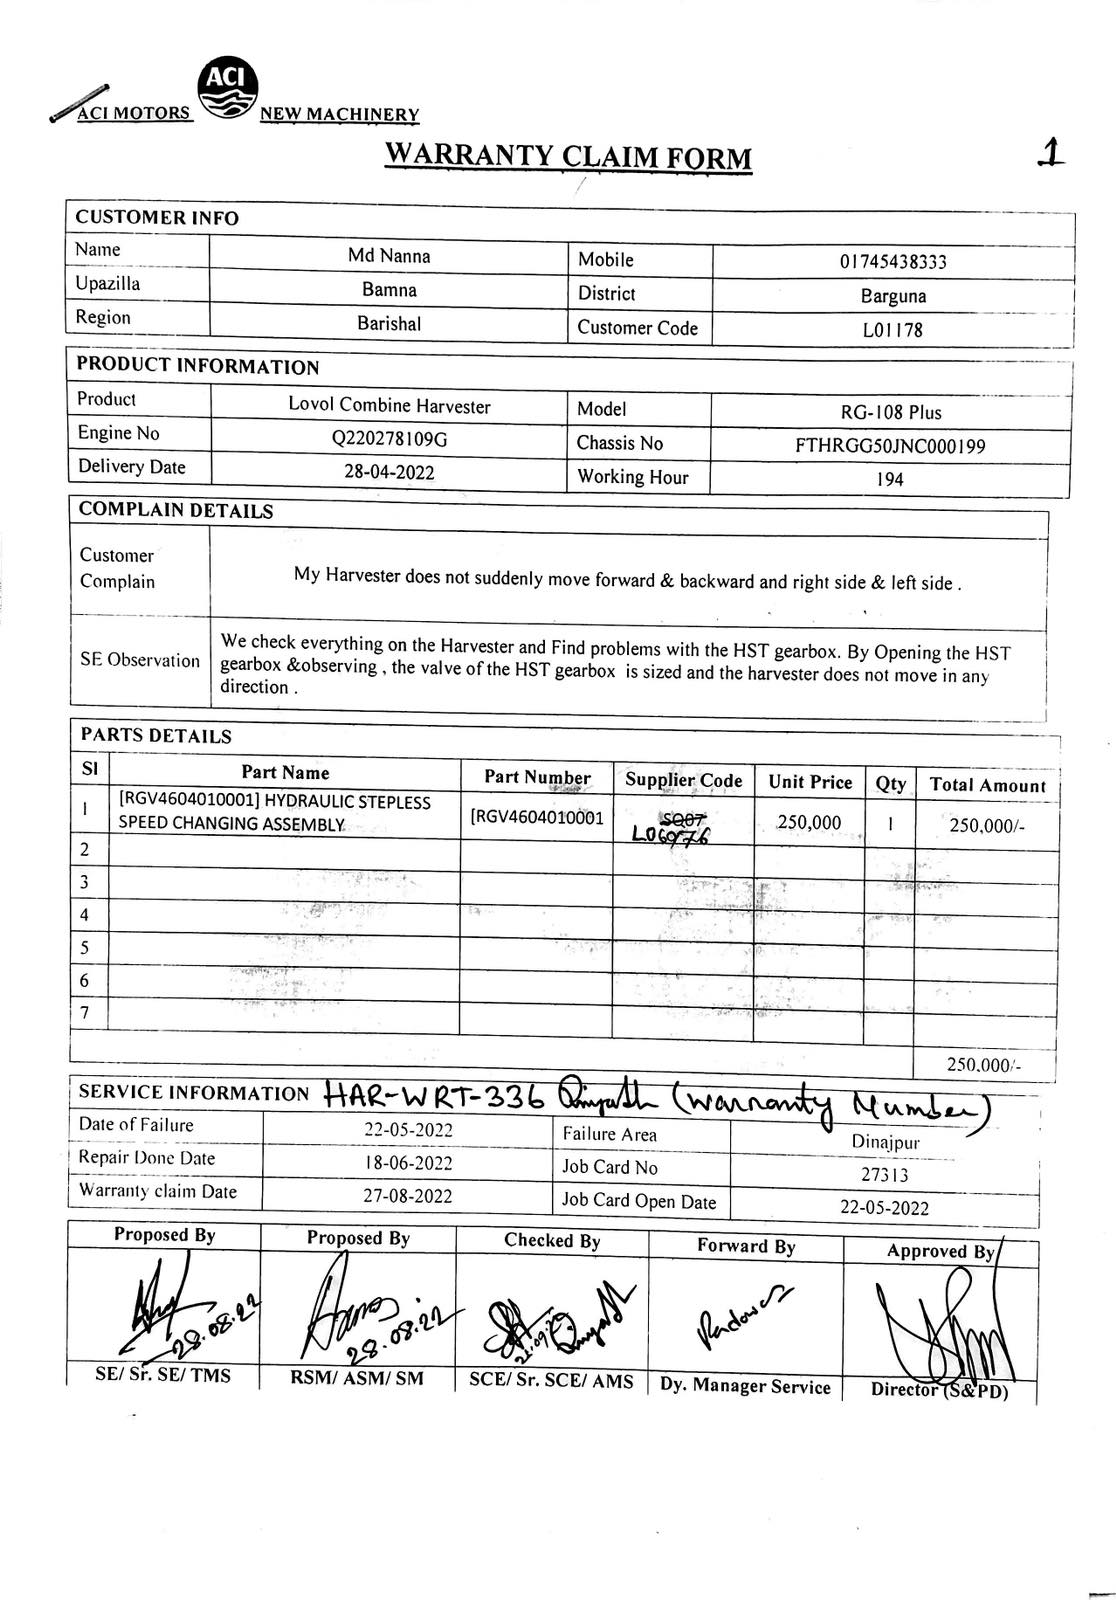 ACI
ACI MOTORS NEW MACHINERY
WARRANTY CLAIM FORM
1
CUSTOMER INFO
Name Md Nanna Mobile 01745438333
Upazilla Bamna District Barguna
Region Barishal Customer Code L01178
PRODUCT INFORMATION
Product Lovol Combine Harvester Model RG-108 Plus
Engine No Q220278109G Chassis No FTHRGG50JNC000199
Delivery Date 28-04-2022 Working Hour 194
COMPLAIN DETAILS
Customer
Complain
My Harvester does not suddenly move forward & backward and right side & left side .
SE Observation
We check everything on the Harvester and Find problems with the HST gearbox. By Opening the HST
gearbox &observing , the valve of the HST gearbox is sized and the harvester does not move in any
direction .
PARTS DETAILS
Sl Part Name Part Number Supplier Code Unit Price Qty Total Amount
1 [RGV4604010001] HYDRAULIC STEPLESS
SPEED CHANGING ASSEMBLY [RGV4604010001 SQ07 250,000 1 250,000/-
2
3
4
5
6
7
250,000/-
SERVICE INFORMATION HAR-WRT-336 (Warranty Number)
Date of Failure 22-05-2022 Failure Area Dinajpur
Repair Done Date 18-06-2022 Job Card No 27313
Warranty claim Date 27-08-2022 Job Card Open Date 22-05-2022
Proposed By Proposed By Checked By Forward By Approved By
28.08.22 28.08.22
SE/ Sr. SE/ TMS RSM/ ASM/ SM SCE/ Sr. SCE/ AMS Dy. Manager Service Director (S&PD)